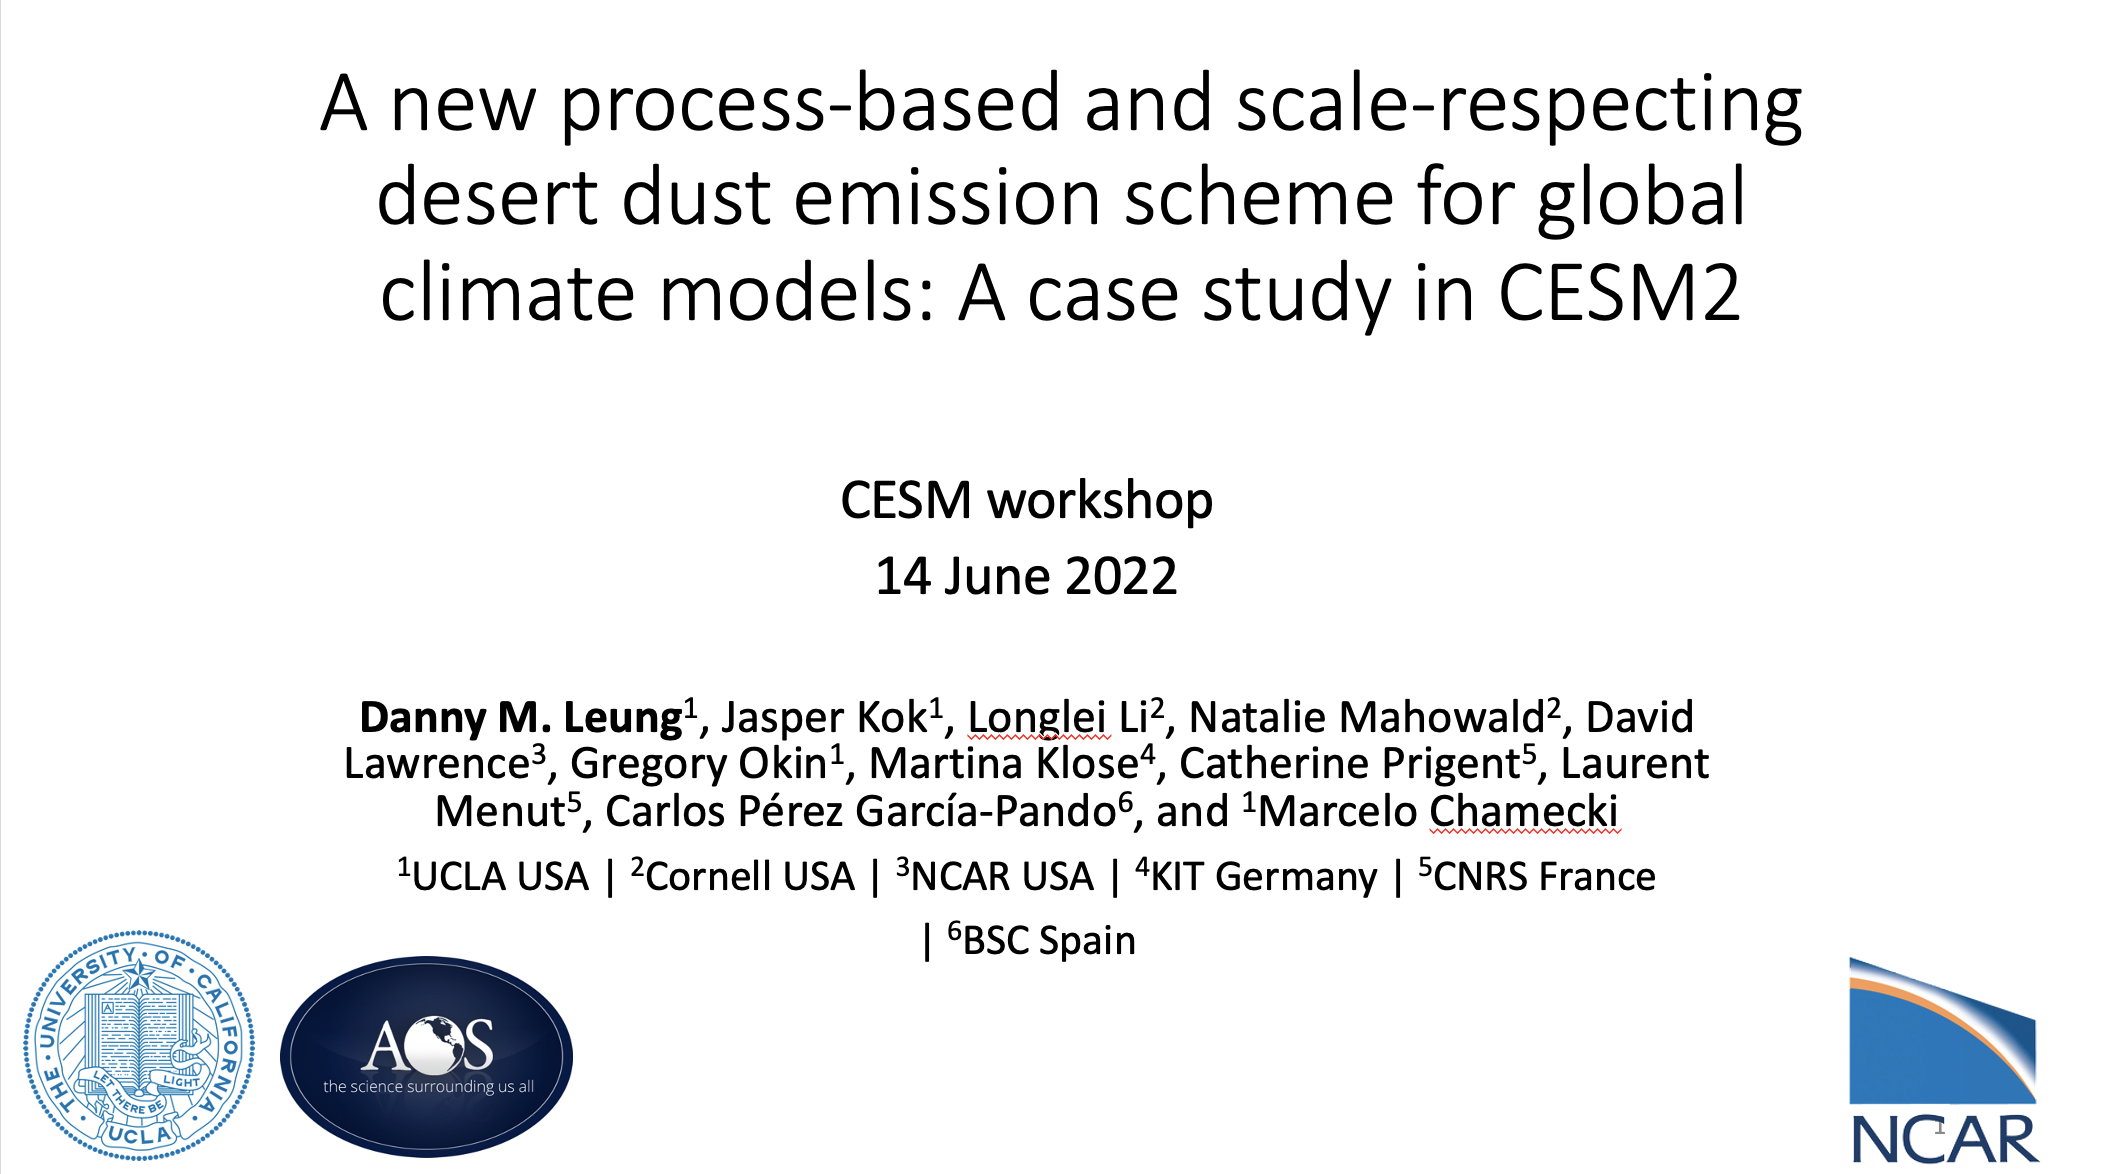 A new process-based and scale-respecting
desert dust emission scheme for global
climate models: A case study in CESM2
CESM workshop
14 June 2022
Danny M. Leung¹, Jasper Kok¹, Longlei Li², Natalie Mahowald², David
Lawrence³, Gregory Okin¹, Martina Klose⁴, Catherine Prigent⁵, Laurent
Menut⁵, Carlos Pérez García-Pando⁶, and ¹Marcelo Chamecki
¹UCLA USA | ²Cornell USA | ³NCAR USA | ⁴KIT Germany | ⁵CNRS France
| ⁶BSC Spain
THE · UNIVERSITY · OF · CALIFORNIA
LET THERE BE LIGHT
UCLA
AOS
the science surrounding us all
NCAR
1